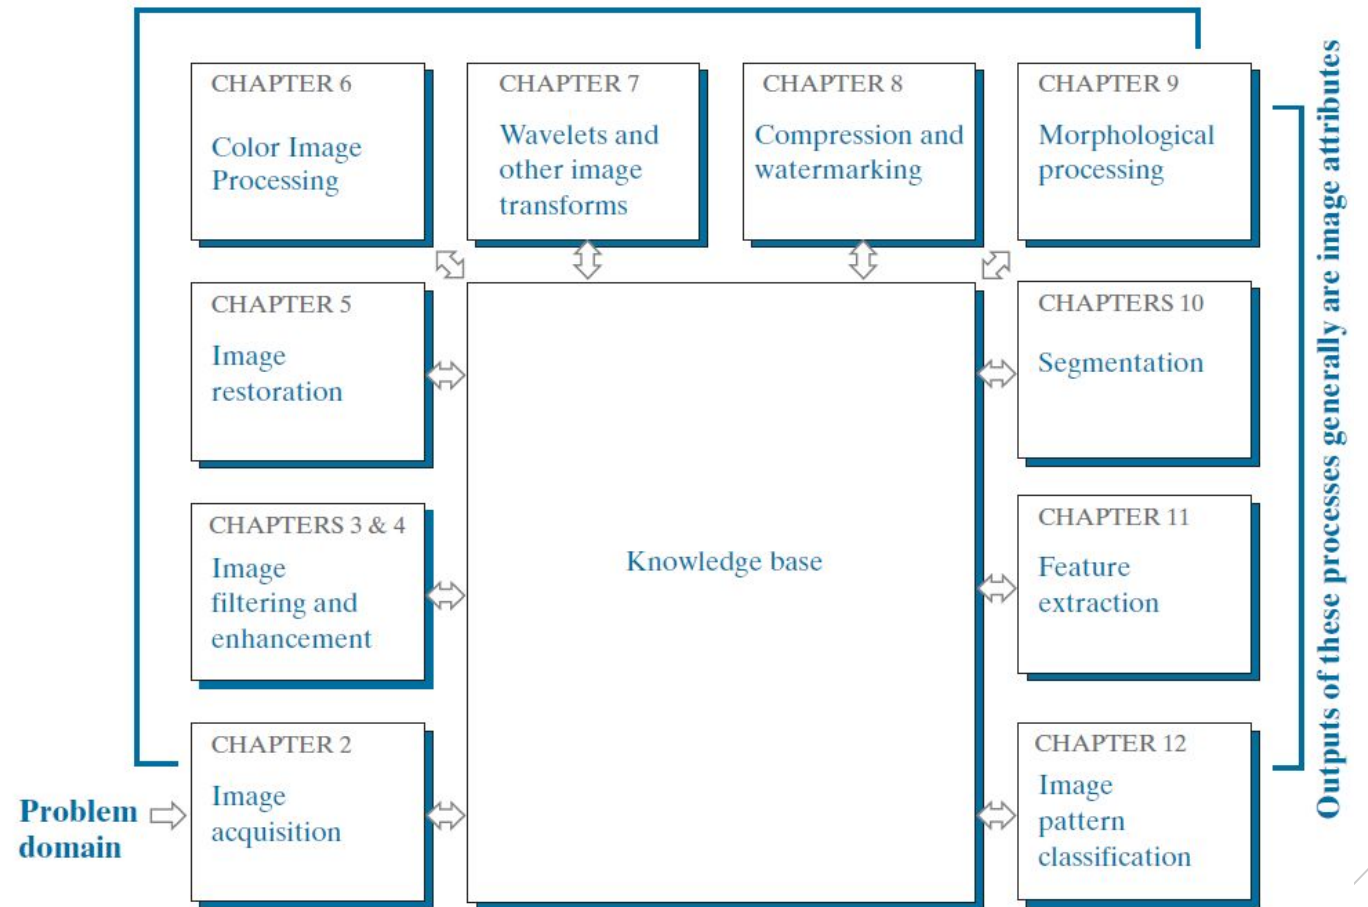 CHAPTER 6
Color Image
Processing
CHAPTER 7
Wavelets and
other image
transforms
CHAPTER 8
Compression and
watermarking
CHAPTER 9
Morphological
processing
CHAPTER 5
Image
restoration
CHAPTERS 10
Segmentation
CHAPTERS 3 & 4
Image
filtering and
enhancement
Knowledge base
CHAPTER 11
Feature
extraction
CHAPTER 2
Image
acquisition
CHAPTER 12
Image
pattern
classification
Problem
domain
Outputs of these processes generally are image attributes